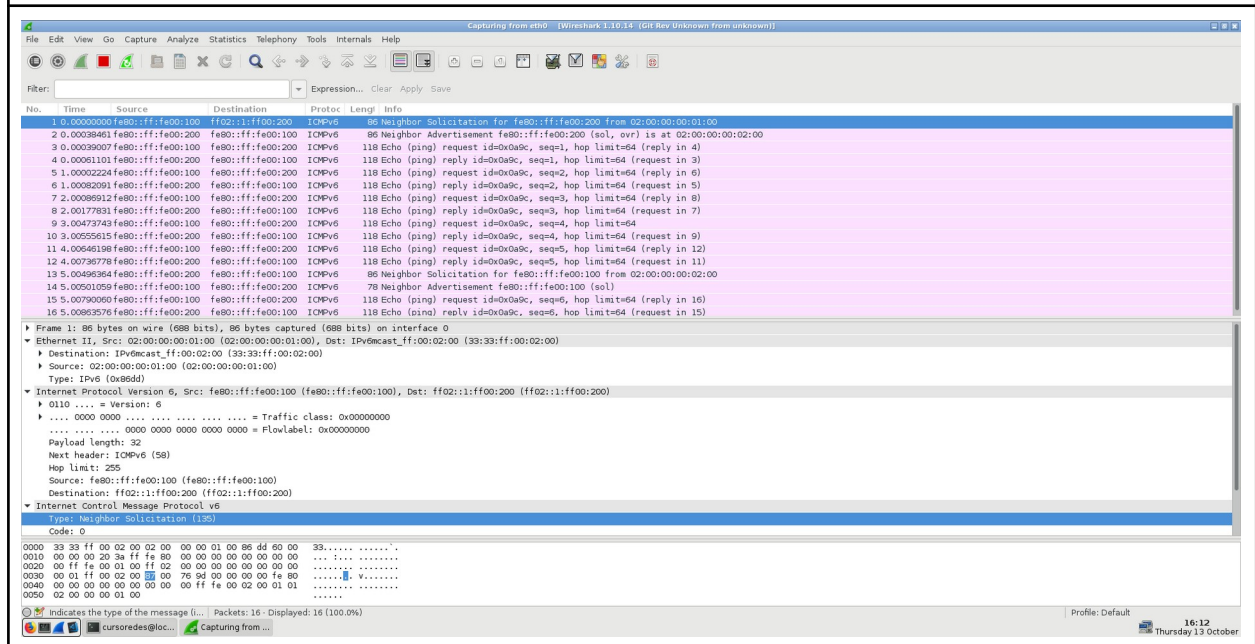 Capturing from eth0 [Wireshark 1.10.14 (Git Rev Unknown from unknown)]
File Edit View Go Capture Analyze Statistics Telephony Tools Internals Help
Filter: Expression... Clear Apply Save
No. Time Source Destination Protoc Lengt Info
1 0.00000000 fe80::ff:fe00:100 ff02::1:ff00:200 ICMPv6 86 Neighbor Solicitation for fe80::ff:fe00:200 from 02:00:00:00:01:00
2 0.00038461 fe80::ff:fe00:200 fe80::ff:fe00:100 ICMPv6 86 Neighbor Advertisement fe80::ff:fe00:200 (sol, ovr) is at 02:00:00:00:02:00
3 0.00039007 fe80::ff:fe00:100 fe80::ff:fe00:200 ICMPv6 118 Echo (ping) request id=0x0a9c, seq=1, hop limit=64 (reply in 4)
4 0.00061101 fe80::ff:fe00:200 fe80::ff:fe00:100 ICMPv6 118 Echo (ping) reply id=0x0a9c, seq=1, hop limit=64 (request in 3)
5 1.00002224 fe80::ff:fe00:100 fe80::ff:fe00:200 ICMPv6 118 Echo (ping) request id=0x0a9c, seq=2, hop limit=64 (reply in 6)
6 1.00082091 fe80::ff:fe00:200 fe80::ff:fe00:100 ICMPv6 118 Echo (ping) reply id=0x0a9c, seq=2, hop limit=64 (request in 5)
7 2.00086912 fe80::ff:fe00:100 fe80::ff:fe00:200 ICMPv6 118 Echo (ping) request id=0x0a9c, seq=3, hop limit=64 (reply in 8)
8 2.00177831 fe80::ff:fe00:200 fe80::ff:fe00:100 ICMPv6 118 Echo (ping) reply id=0x0a9c, seq=3, hop limit=64 (request in 7)
9 3.00473743 fe80::ff:fe00:100 fe80::ff:fe00:200 ICMPv6 118 Echo (ping) request id=0x0a9c, seq=4, hop limit=64
10 3.00555615 fe80::ff:fe00:200 fe80::ff:fe00:100 ICMPv6 118 Echo (ping) reply id=0x0a9c, seq=4, hop limit=64 (request in 9)
11 4.00646198 fe80::ff:fe00:100 fe80::ff:fe00:200 ICMPv6 118 Echo (ping) request id=0x0a9c, seq=5, hop limit=64 (reply in 12)
12 4.00736778 fe80::ff:fe00:200 fe80::ff:fe00:100 ICMPv6 118 Echo (ping) reply id=0x0a9c, seq=5, hop limit=64 (request in 11)
13 5.00496364 fe80::ff:fe00:200 fe80::ff:fe00:100 ICMPv6 86 Neighbor Solicitation for fe80::ff:fe00:100 from 02:00:00:00:02:00
14 5.00501059 fe80::ff:fe00:100 fe80::ff:fe00:200 ICMPv6 78 Neighbor Advertisement fe80::ff:fe00:100 (sol)
15 5.00790060 fe80::ff:fe00:100 fe80::ff:fe00:200 ICMPv6 118 Echo (ping) request id=0x0a9c, seq=6, hop limit=64 (reply in 16)
16 5.00863576 fe80::ff:fe00:200 fe80::ff:fe00:100 ICMPv6 118 Echo (ping) reply id=0x0a9c, seq=6, hop limit=64 (request in 15)
Frame 1: 86 bytes on wire (688 bits), 86 bytes captured (688 bits) on interface 0
Ethernet II, Src: 02:00:00:00:01:00 (02:00:00:00:01:00), Dst: IPv6mcast_ff:00:02:00 (33:33:ff:00:02:00)
Destination: IPv6mcast_ff:00:02:00 (33:33:ff:00:02:00)
Source: 02:00:00:00:01:00 (02:00:00:00:01:00)
Type: IPv6 (0x86dd)
Internet Protocol Version 6, Src: fe80::ff:fe00:100 (fe80::ff:fe00:100), Dst: ff02::1:ff00:200 (ff02::1:ff00:200)
0110 .... = Version: 6
.... 0000 0000 .... .... .... .... .... = Traffic class: 0x00000000
.... .... .... 0000 0000 0000 0000 0000 = Flowlabel: 0x00000000
Payload length: 32
Next header: ICMPv6 (58)
Hop limit: 255
Source: fe80::ff:fe00:100 (fe80::ff:fe00:100)
Destination: ff02::1:ff00:200 (ff02::1:ff00:200)
Internet Control Message Protocol v6
Type: Neighbor Solicitation (135)
Code: 0
0000 33 33 ff 00 02 00 02 00 00 00 01 00 86 dd 60 00 33...... ......`.
0010 00 00 00 20 3a ff fe 80 00 00 00 00 00 00 00 00 ... :... ........
0020 00 ff fe 00 01 00 ff 02 00 00 00 00 00 00 00 00 ........ ........
0030 00 01 ff 00 02 00 87 00 76 9d 00 00 00 00 fe 80 ........ v.......
0040 00 00 00 00 00 00 00 00 00 ff fe 00 02 00 01 01 ........ ........
0050 02 00 00 00 01 00 ......
Indicates the type of the message (i... Packets: 16 · Displayed: 16 (100.0%) Profile: Default
cursoredes@loc... Capturing from ... 16:12
Thursday 13 October